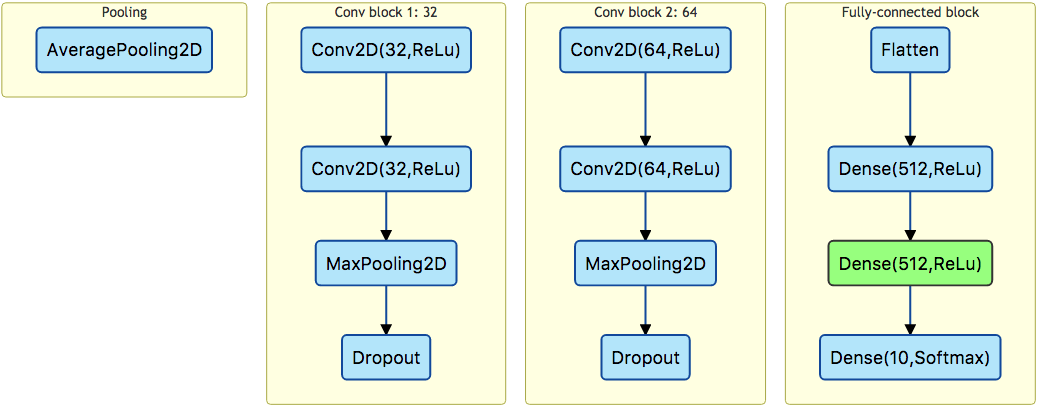 Pooling
AveragePooling2D
Conv block 1: 32
Conv2D(32,ReLu)
Conv2D(32,ReLu)
MaxPooling2D
Dropout
Conv block 2: 64
Conv2D(64,ReLu)
Conv2D(64,ReLu)
MaxPooling2D
Dropout
Fully-connected block
Flatten
Dense(512,ReLu)
Dense(512,ReLu)
Dense(10,Softmax)